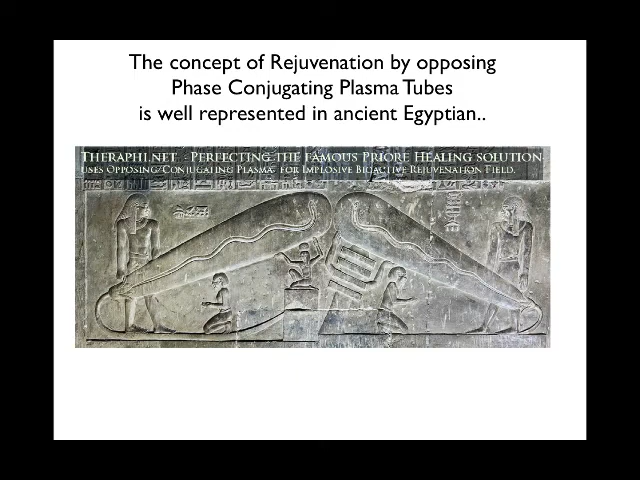 The concept of Rejuvenation by opposing
Phase Conjugating Plasma Tubes
is well represented in ancient Egyptian..
THERAPHI.NET - PERFECTING THE FAMOUS PRIORE HEALING SOLUTION
USES OPPOSING/CONJUGATING PLASMA FOR IMPLOSIVE BIOACTIVE REJUVENATION FIELD.